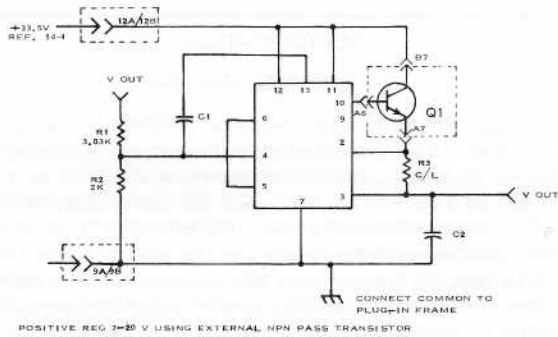 +33.5V
REF. 14-4
12A/12B
V OUT
R1
3.03K
R2
2K
9A/9B
C1
12
13
11
10
9
2
3
6
4
5
7
A6
B7
Q1
A7
R3
C/L
V OUT
C2
CONNECT COMMON TO
PLUG-IN FRAME
POSITIVE REG 7-20 V USING EXTERNAL NPN PASS TRANSISTOR